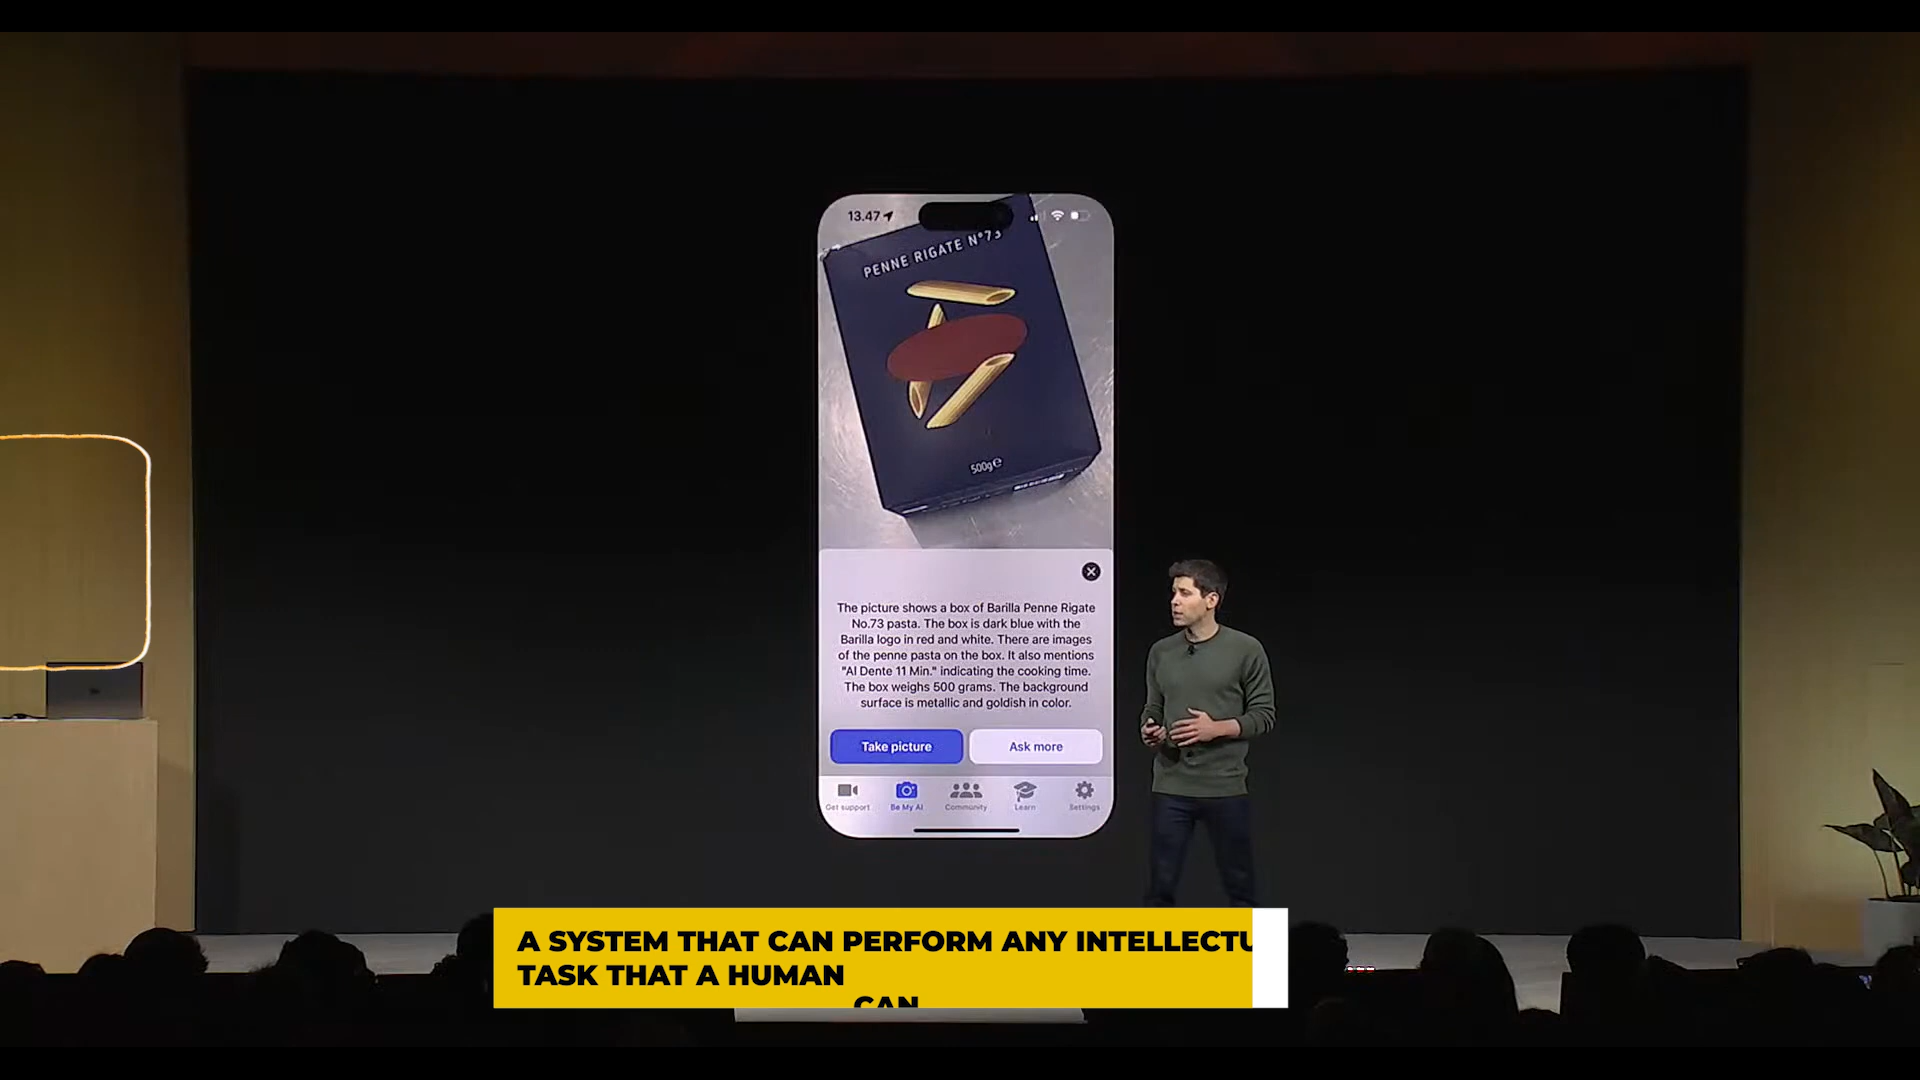 13.47
PENNE RIGATE N°73
500g℮
The picture shows a box of Barilla Penne Rigate
No.73 pasta. The box is dark blue with the
Barilla logo in red and white. There are images
of the penne pasta on the box. It also mentions
"Al Dente 11 Min." indicating the cooking time.
The box weighs 500 grams. The background
surface is metallic and goldish in color.
Take picture
Ask more
Get support
Be My AI
Community
Learn
Settings
A SYSTEM THAT CAN PERFORM ANY INTELLECTU
TASK THAT A HUMAN
CAN